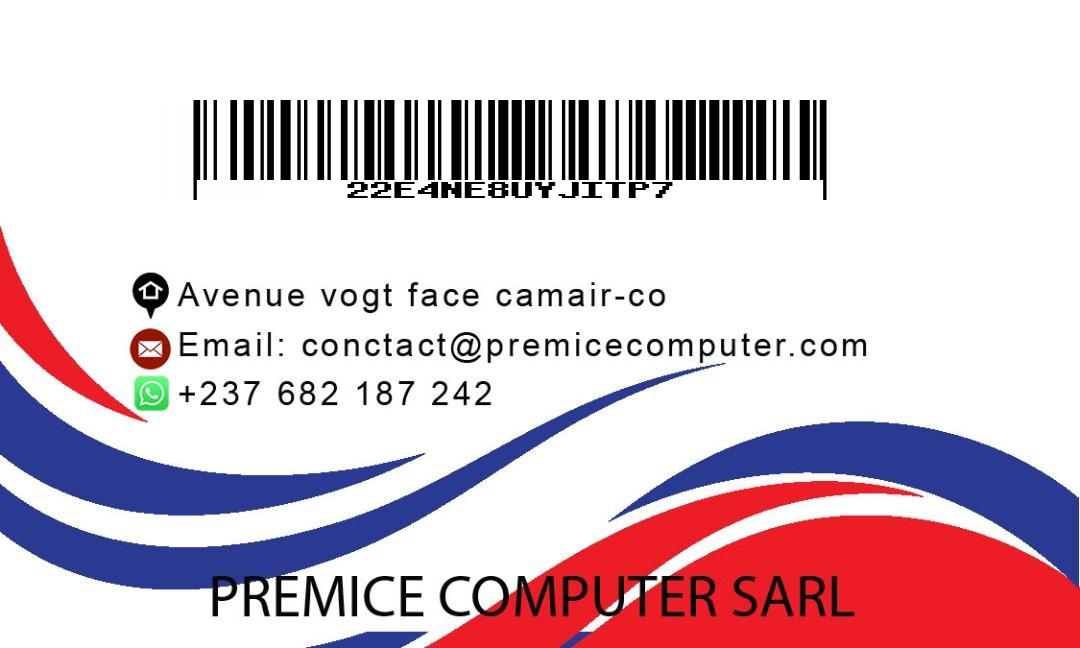 22E4NE8UYJITP7
Avenue vogt face camair-co
Email: conctact@premicecomputer.com
+237 682 187 242
PREMICE COMPUTER SARL